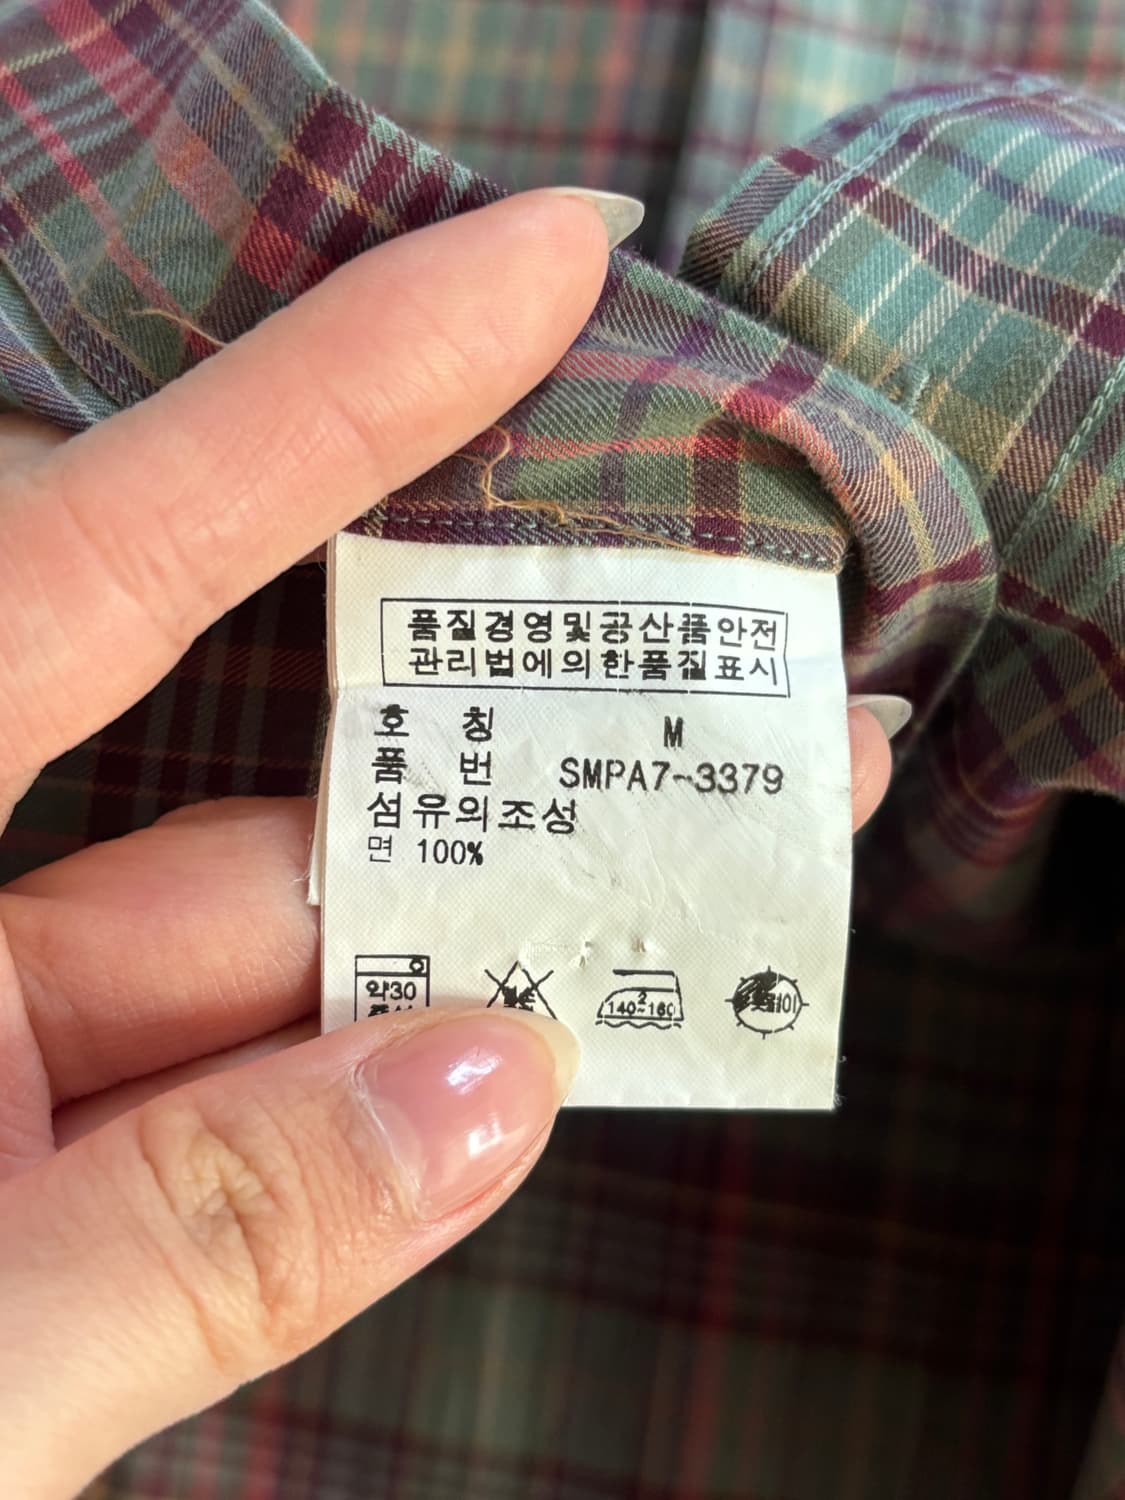 품질경영및공산품안전
관리법에의한품질표시
호 칭 M
품 번 SMPA7-3379
섬유의조성
면 100%
약30
2
140~160